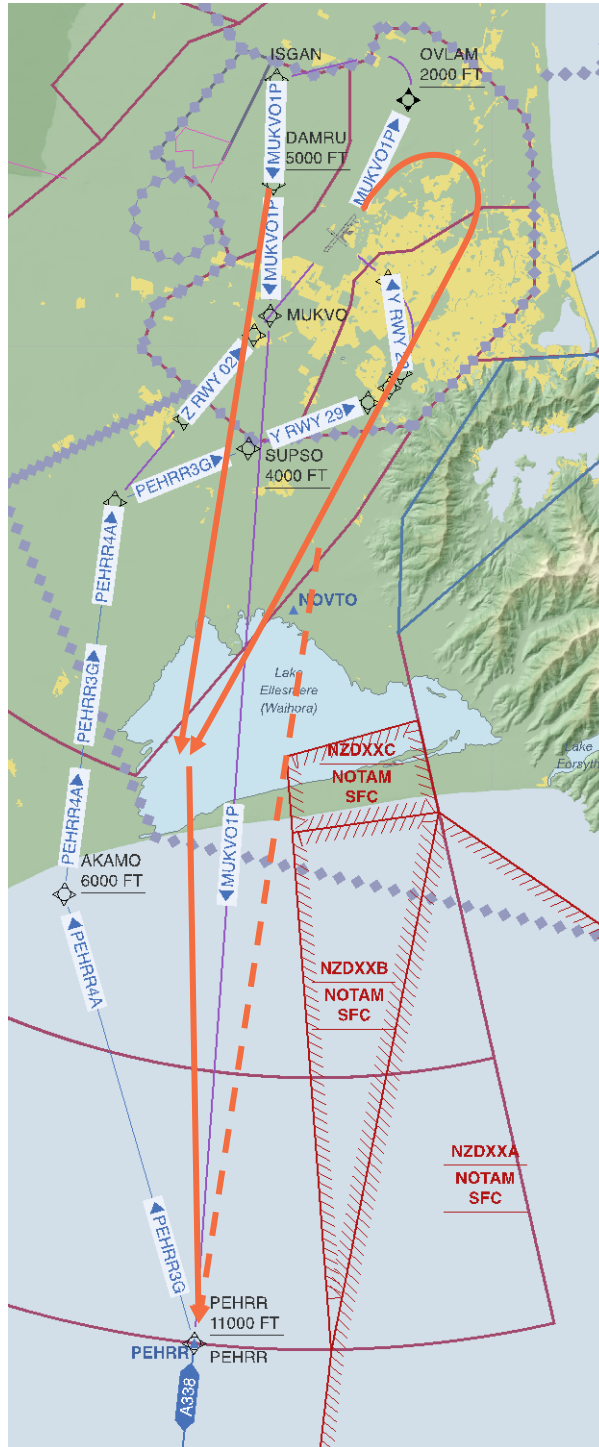 ISGAN
OVLAM
2000 FT
MUKVO1P
DAMRU
5000 FT
MUKVO1P
MUKVO1P
MUKVO
Y RWY 2
Z RWY 02
Y RWY 29
SUPSO
4000 FT
PEHRR3G
PEHRR4A
NOVTO
Lake
Ellesmere
(Waihora)
PEHRR3G
NZDXXC
NOTAM
SFC
Lake
Forsyth
PEHRR4A
MUKVO1P
AKAMO
6000 FT
PEHRR4A
NZDXXB
NOTAM
SFC
NZDXXA
NOTAM
SFC
PEHRR3G
PEHRR
11000 FT
PEHRR
PEHRR
A338